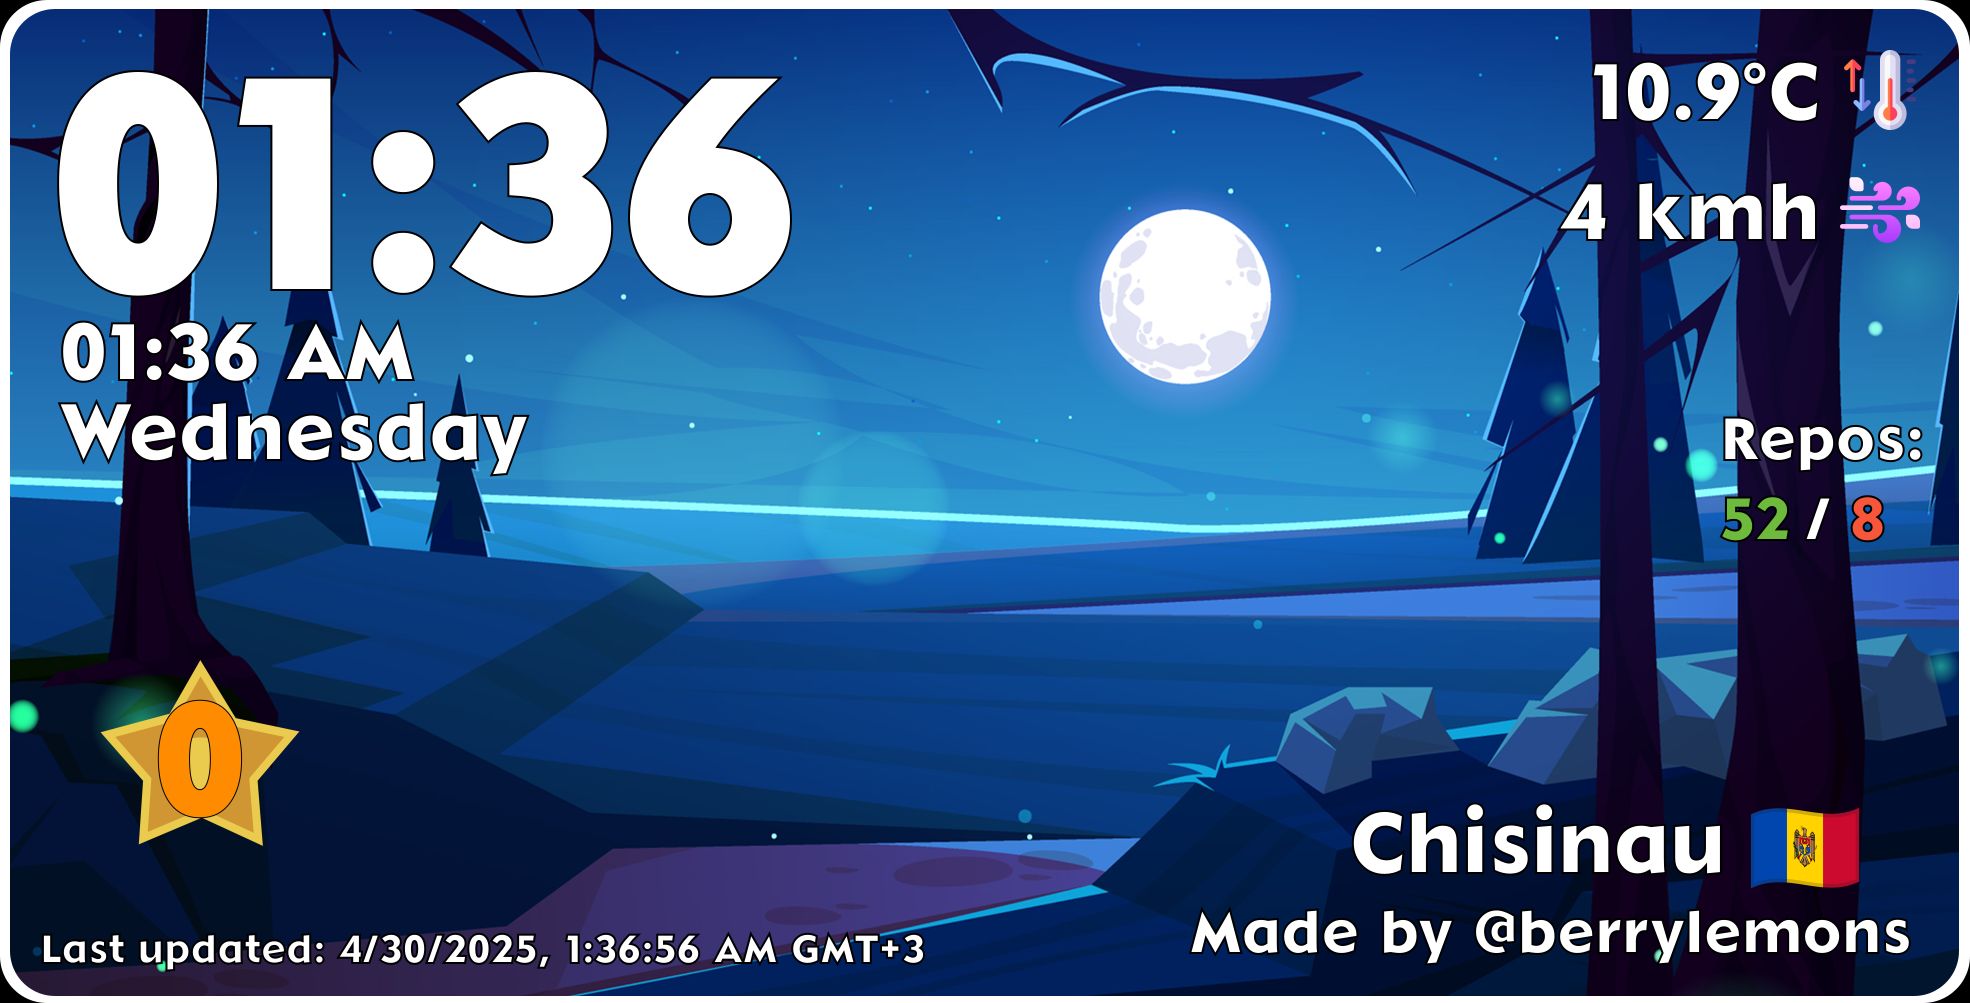 01:36
01:36 AM
Wednesday
10.9°C
4 kmh
Repos:
52 / 8
0
Chisinau
Made by @berrylemons
Last updated: 4/30/2025, 1:36:56 AM GMT+3